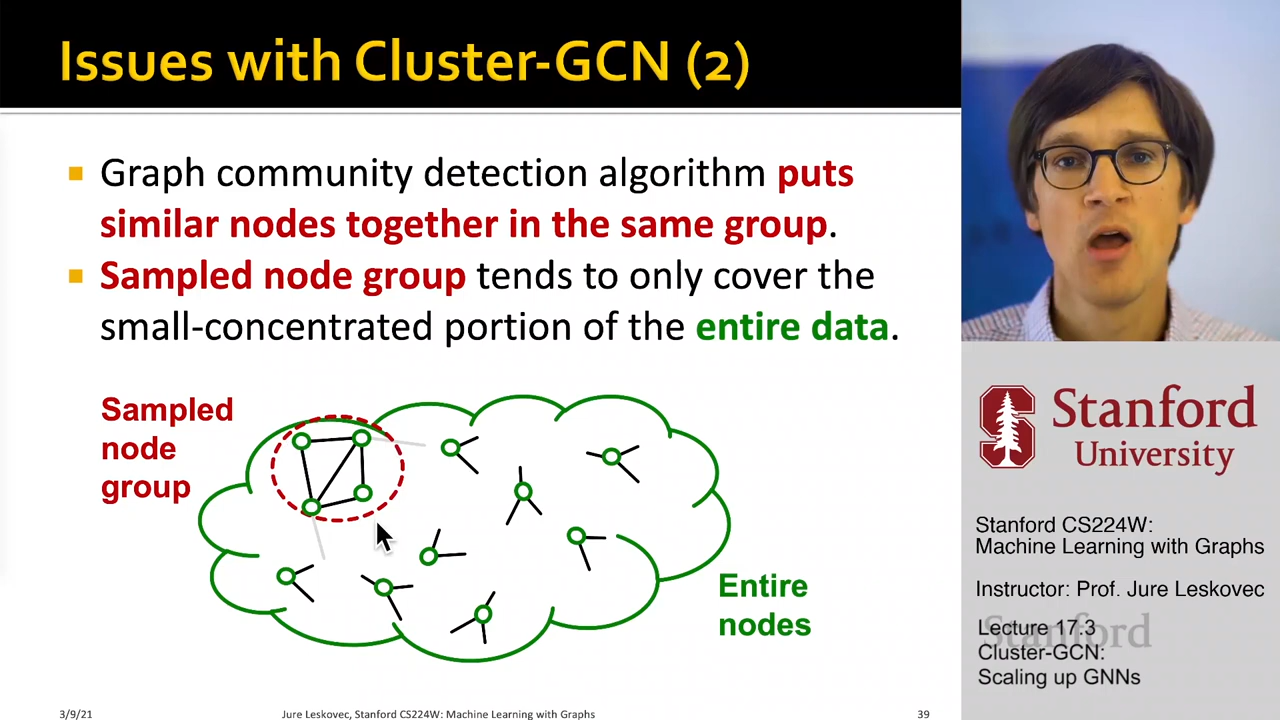 Issues with Cluster-GCN (2)
Graph community detection algorithm puts
similar nodes together in the same group.
Sampled node group tends to only cover the
small-concentrated portion of the entire data.
Sampled
node
group
Entire
nodes
3/9/21
Jure Leskovec, Stanford CS224W: Machine Learning with Graphs
39
Stanford
University
Stanford CS224W:
Machine Learning with Graphs
Instructor: Prof. Jure Leskovec
Stanford
Lecture 17.3
Cluster-GCN:
Scaling up GNNs